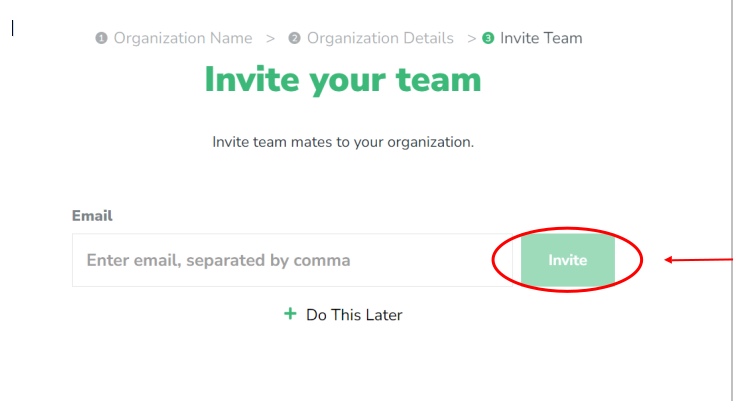 1 Organization Name > 2 Organization Details > 3 Invite Team
Invite your team
Invite team mates to your organization.
Email
Enter email, separated by comma
Invite
+ Do This Later